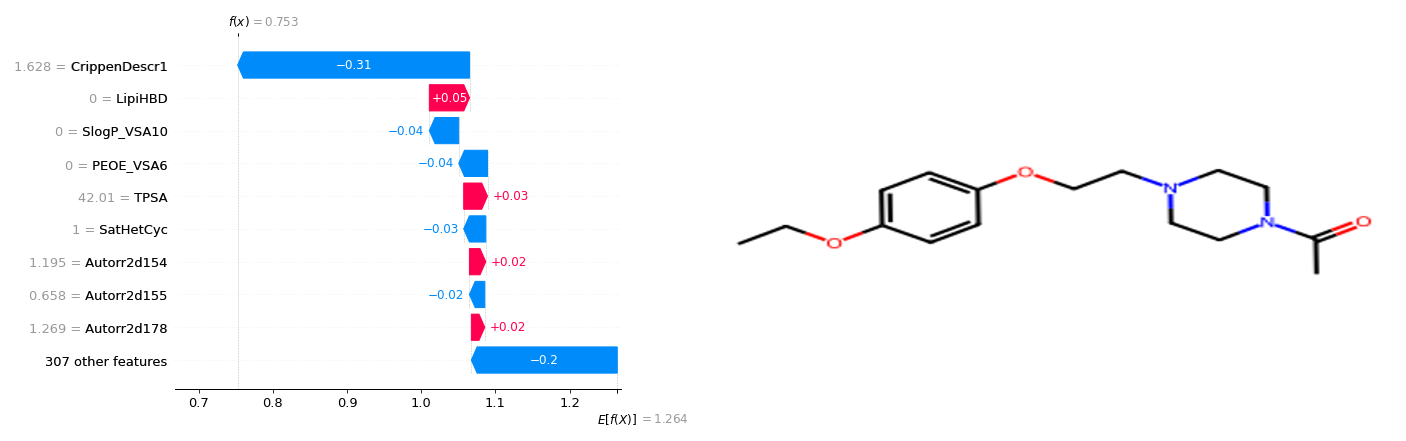 f(x) = 0.753
1.628 = CrippenDescr1
−0.31
0 = LipiHBD
+0.05
0 = SlogP_VSA10
−0.04
0 = PEOE_VSA6
−0.04
42.01 = TPSA
+0.03
1 = SatHetCyc
−0.03
1.195 = Autorr2d154
+0.02
0.658 = Autorr2d155
−0.02
1.269 = Autorr2d178
+0.02
307 other features
−0.2
0.7 0.8 0.9 1.0 1.1 1.2
E[f(X)] = 1.264
O
N
N
O
O